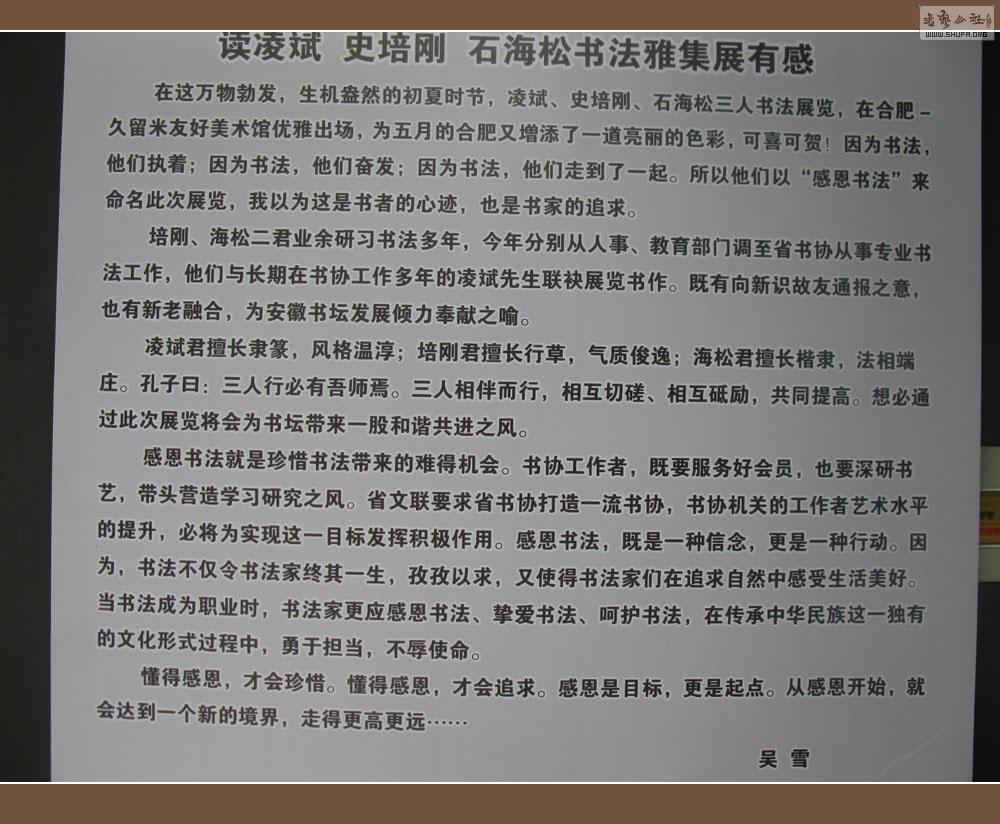 读凌斌 史培刚 石海松书法雅集展有感
在这万物勃发，生机盎然的初夏时节，凌斌、史培刚、石海松三人书法展览，在合肥－
久留米友好美术馆优雅出场，为五月的合肥又增添了一道亮丽的色彩，可喜可贺！因为书法，
他们执着；因为书法，他们奋发；因为书法，他们走到了一起。所以他们以“感恩书法”来
命名此次展览，我以为这是书者的心迹，也是书家的追求。
培刚、海松二君业余研习书法多年，今年分别从人事、教育部门调至省书协从事专业书
法工作，他们与长期在书协工作多年的凌斌先生联袂展览书作。既有向新识故友通报之意，
也有新老融合，为安徽书坛发展倾力奉献之喻。
凌斌君擅长隶篆，风格温淳；培刚君擅长行草，气质俊逸；海松君擅长楷隶，法相端
庄。孔子曰：三人行必有吾师焉。三人相伴而行，相互切磋、相互砥励，共同提高。想必通
过此次展览将会为书坛带来一股和谐共进之风。
感恩书法就是珍惜书法带来的难得机会。书协工作者，既要服务好会员，也要深研书
艺，带头营造学习研究之风。省文联要求省书协打造一流书协，书协机关的工作者艺术水平
的提升，必将为实现这一目标发挥积极作用。感恩书法，既是一种信念，更是一种行动。因
为，书法不仅令书法家终其一生，孜孜以求，又使得书法家们在追求自然中感受生活美好。
当书法成为职业时，书法家更应感恩书法、挚爱书法、呵护书法，在传承中华民族这一独有
的文化形式过程中，勇于担当，不辱使命。
懂得感恩，才会珍惜。懂得感恩，才会追求。感恩是目标，更是起点。从感恩开始，就
会达到一个新的境界，走得更高更远……
吴 雪
WWW.SHUFA.ORG